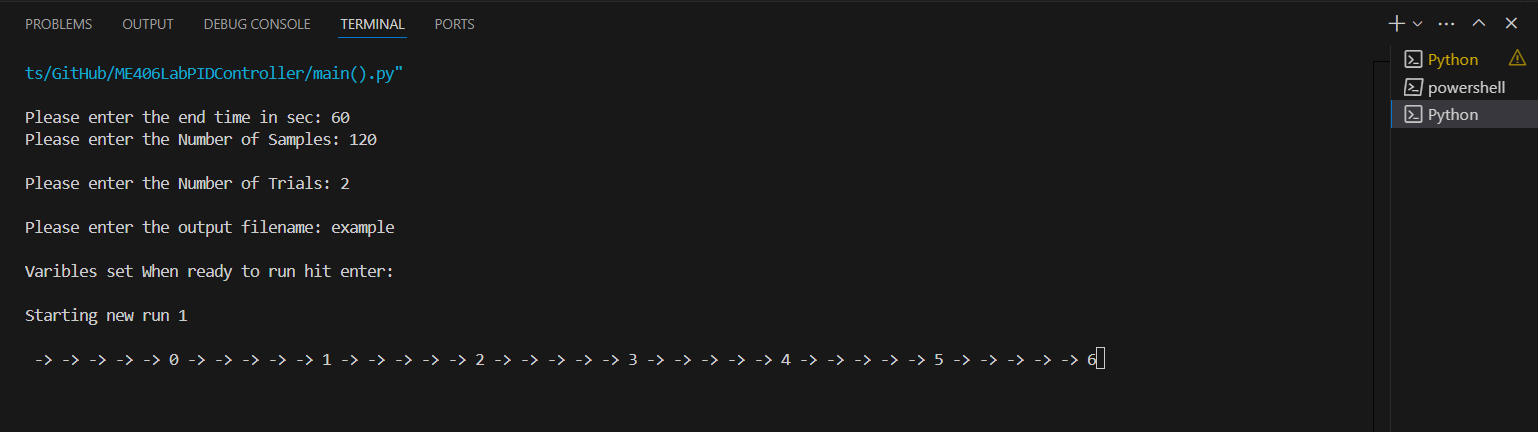 PROBLEMS OUTPUT DEBUG CONSOLE TERMINAL PORTS
ts/GitHub/ME406LabPIDController/main().py"
Please enter the end time in sec: 60
Please enter the Number of Samples: 120
Please enter the Number of Trials: 2
Please enter the output filename: example
Varibles set When ready to run hit enter:
Starting new run 1
-> -> -> -> -> 0 -> -> -> -> -> 1 -> -> -> -> -> 2 -> -> -> -> -> 3 -> -> -> -> -> 4 -> -> -> -> -> 5 -> -> -> -> -> 6
Python
powershell
Python